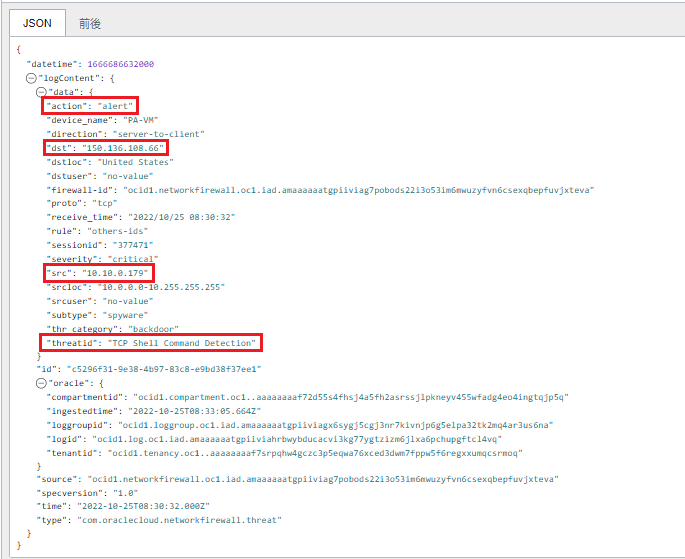 JSON 前後
{
"datetime": 1666686632000
"logContent": {
"data": {
"action": "alert"
"device_name": "PA-VM"
"direction": "server-to-client"
"dst": "150.136.108.66"
"dstloc": "United States"
"dstuser": "no-value"
"firewall-id": "ocid1.networkfirewall.oc1.iad.amaaaaaatgpiiviag7pobods22i3o53im6mwuzyfvn6csexqbepfuvjxteva"
"proto": "tcp"
"receive_time": "2022/10/25 08:30:32"
"rule": "others-ids"
"sessionid": "377471"
"severity": "critical"
"src": "10.10.0.179"
"srcloc": "10.0.0.0-10.255.255.255"
"srcuser": "no-value"
"subtype": "spyware"
"thr_category": "backdoor"
"threatid": "TCP Shell Command Detection"
}
"id": "c5296f31-9e38-4b97-83c8-e9bd38f37ee1"
"oracle": {
"compartmentid": "ocid1.compartment.oc1..aaaaaaaaf72d55s4fhsj4a5fh2asrssjlpkneyv455wfadg4eo4ingtqjp5q"
"ingestedtime": "2022-10-25T08:33:05.664Z"
"loggroupid": "ocid1.loggroup.oc1.iad.amaaaaaatgpiiviagx6sygj5cgj3nr7kivnjp6g5elpa32tk2mq4ar3us6na"
"logid": "ocid1.log.oc1.iad.amaaaaaatgpiiviahrbwybducacvi3kg77ygtzizm6jlxa6pchupgftcl4vq"
"tenantid": "ocid1.tenancy.oc1..aaaaaaaaf7srpqhw4gczc3p5eqwa76xced3dwm7fppw5f6regxxumqcsrmoq"
}
"source": "ocid1.networkfirewall.oc1.iad.amaaaaaatgpiiviag7pobods22i3o53im6mwuzyfvn6csexqbepfuvjxteva"
"specversion": "1.0"
"time": "2022-10-25T08:30:32.000Z"
"type": "com.oraclecloud.networkfirewall.threat"
}
}